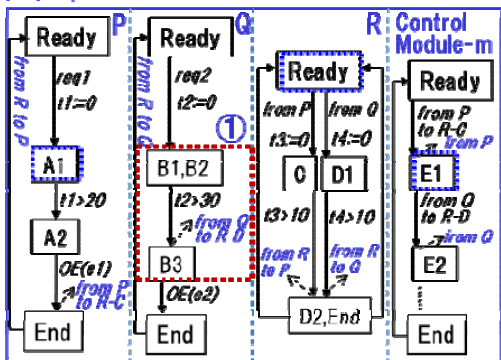 P
Ready
from R to P
req1
t1:=0
A1
t1>20
A2
OE(e1)
from P
to R-C
End
Q
Ready
from R to Q
req2
t2:=0
①
B1,B2
t2>30
from Q
to R-D
B3
OE(e2)
End
R
Ready
from P
from Q
t3:=0
t4:=0
C
D1
t3>10
t4>10
from R
to P
from R
to Q
D2,End
Control
Module-m
Ready
from P
to R-C
from P
E1
from Q
to R-D
from Q
E2
End